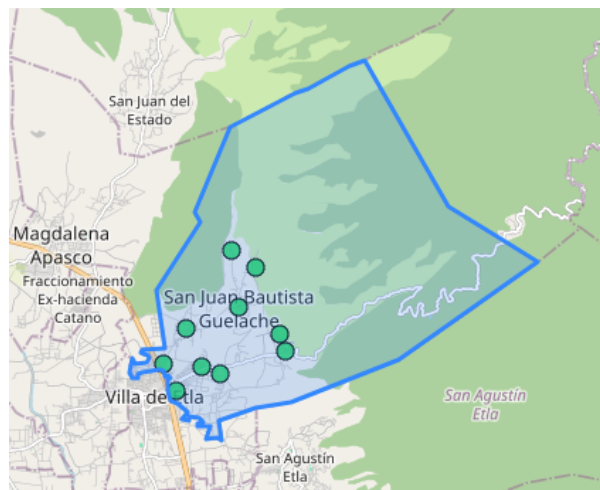 San Juan del
Estado
Magdalena
Apasco
Fraccionamiento
Ex-hacienda
Catano
San Juan Bautista
Guelache
Villa de Etla
San Agustín
Etla
San Agustín
Etla